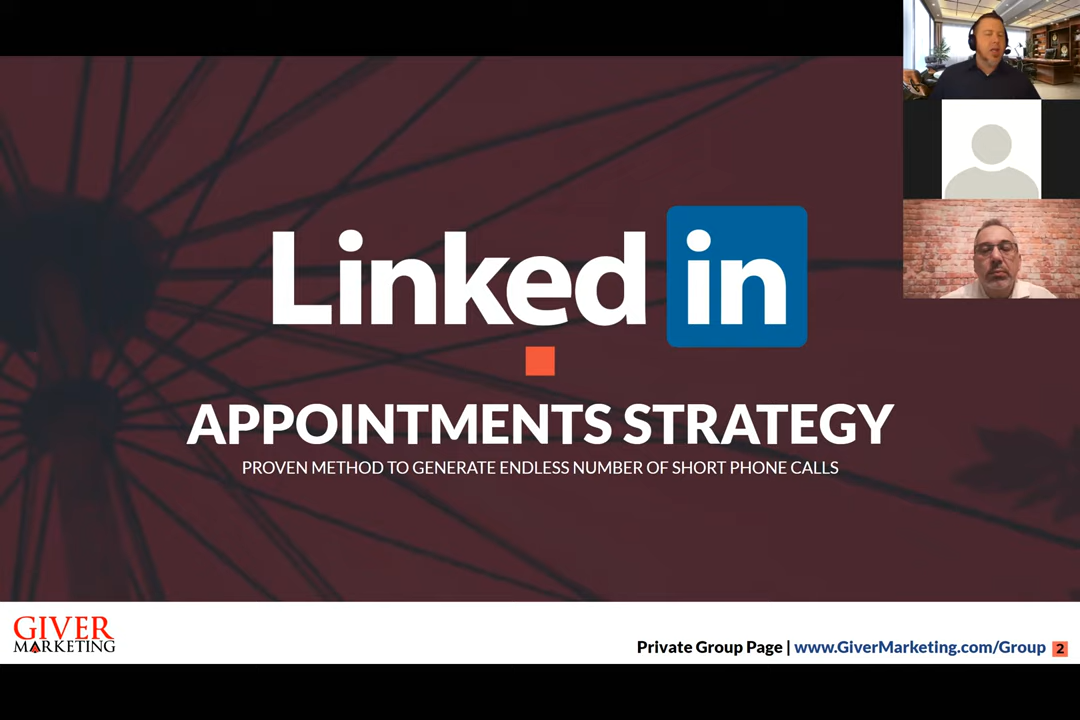 Linked in
APPOINTMENTS STRATEGY
PROVEN METHOD TO GENERATE ENDLESS NUMBER OF SHORT PHONE CALLS
GIVER
MARKETING
Private Group Page | www.GiverMarketing.com/Group 2